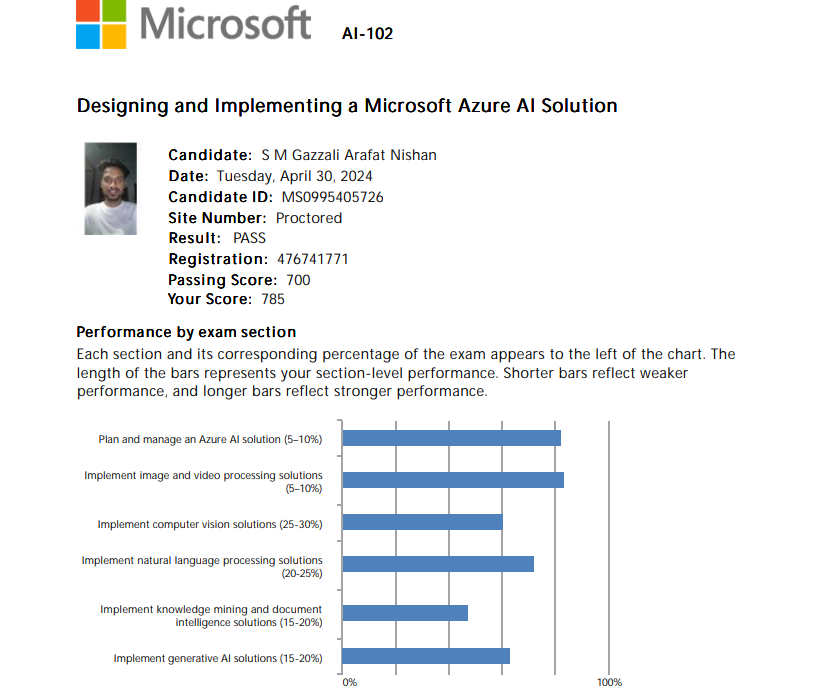 Microsoft AI-102
Designing and Implementing a Microsoft Azure AI Solution
Candidate: S M Gazzali Arafat Nishan
Date: Tuesday, April 30, 2024
Candidate ID: MS0995405726
Site Number: Proctored
Result: PASS
Registration: 476741771
Passing Score: 700
Your Score: 785
Performance by exam section
Each section and its corresponding percentage of the exam appears to the left of the chart. The
length of the bars represents your section-level performance. Shorter bars reflect weaker
performance, and longer bars reflect stronger performance.
Plan and manage an Azure AI solution (5–10%)
Implement image and video processing solutions
(5–10%)
Implement computer vision solutions (25-30%)
Implement natural language processing solutions
(20-25%)
Implement knowledge mining and document
intelligence solutions (15-20%)
Implement generative AI solutions (15-20%)
0% 100%